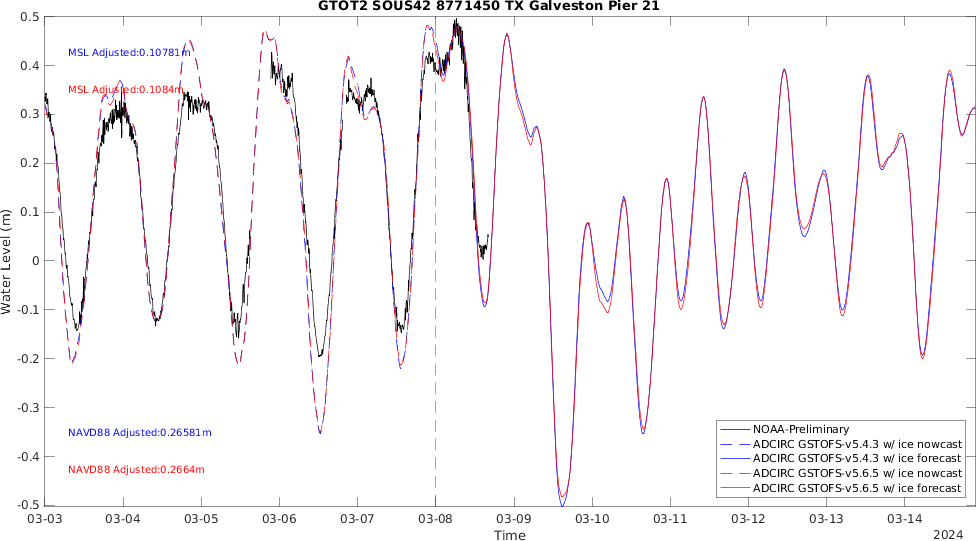 GTOT2 SOUS42 8771450 TX Galveston Pier 21
0.5
0.4
0.3
0.2
0.1
0
-0.1
-0.2
-0.3
-0.4
-0.5
Water Level (m)
MSL Adjusted:0.10781m
MSL Adjusted:0.1084m
NAVD88 Adjusted:0.26581m
NAVD88 Adjusted:0.2664m
NOAA-Preliminary
ADCIRC GSTOFS-v5.4.3 w/ ice nowcast
ADCIRC GSTOFS-v5.4.3 w/ ice forecast
ADCIRC GSTOFS-v5.6.5 w/ ice nowcast
ADCIRC GSTOFS-v5.6.5 w/ ice forecast
03-03 03-04 03-05 03-06 03-07 03-08 03-09 03-10 03-11 03-12 03-13 03-14
Time
2024